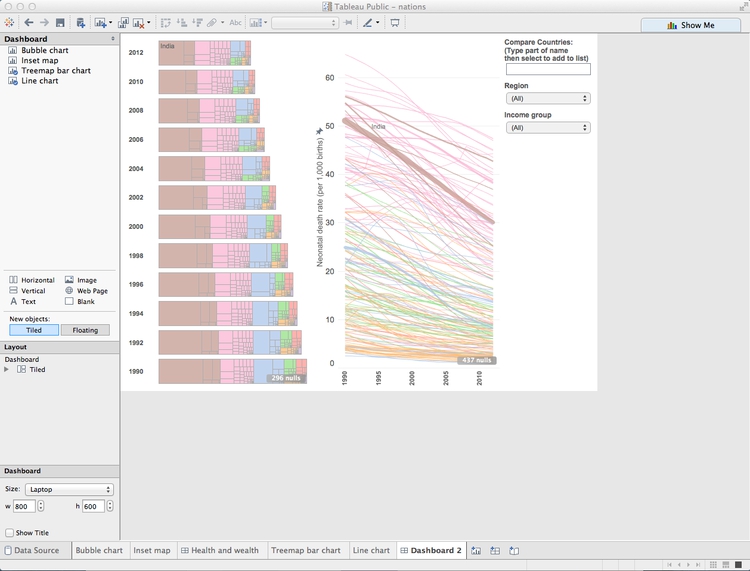 Tableau Public - nations
Abc
Show Me
Dashboard
Bubble chart
Inset map
Treemap bar chart
Line chart
Horizontal
Image
Vertical
Web Page
Text
Blank
New objects:
Tiled
Floating
Layout
Dashboard
Tiled
Dashboard
Size:
Laptop
w
800
h
600
Show Title
2012
India
2010
2008
2006
2004
2002
2000
1998
1996
1994
1992
1990
296 nulls
Neonatal death rate (per 1,000 births)
60
50
40
30
20
10
0
India
437 nulls
1990
1995
2000
2005
2010
Compare Countries:
(Type part of name
then select to add to list)
Region
(All)
Income group
(All)
Data Source
Bubble chart
Inset map
Health and wealth
Treemap bar chart
Line chart
Dashboard 2